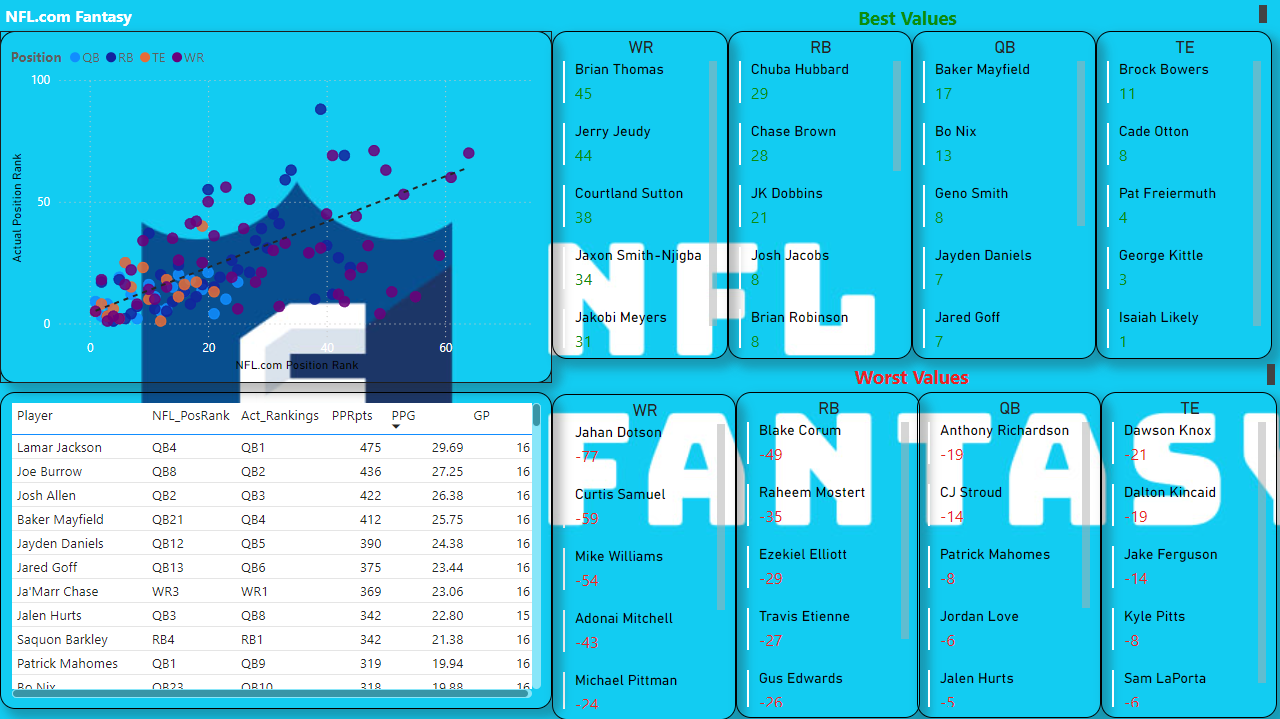 NFL.com Fantasy
Best Values
Position QB RB TE WR
100
50
0
0 20 40 60
Actual Position Rank
NFL.com Position Rank
WR
Brian Thomas
45
Jerry Jeudy
44
Courtland Sutton
38
Jaxon Smith-Njigba
34
Jakobi Meyers
31
RB
Chuba Hubbard
29
Chase Brown
28
JK Dobbins
21
Josh Jacobs
8
Brian Robinson
8
QB
Baker Mayfield
17
Bo Nix
13
Geno Smith
8
Jayden Daniels
7
Jared Goff
7
TE
Brock Bowers
11
Cade Otton
8
Pat Freiermuth
4
George Kittle
3
Isaiah Likely
1
NFL
FANTASY
Worst Values
Player NFL_PosRank Act_Rankings PPRpts PPG GP
Lamar Jackson QB4 QB1 475 29.69 16
Joe Burrow QB8 QB2 436 27.25 16
Josh Allen QB2 QB3 422 26.38 16
Baker Mayfield QB21 QB4 412 25.75 16
Jayden Daniels QB12 QB5 390 24.38 16
Jared Goff QB13 QB6 375 23.44 16
Ja'Marr Chase WR3 WR1 369 23.06 16
Jalen Hurts QB3 QB8 342 22.80 15
Saquon Barkley RB4 RB1 342 21.38 16
Patrick Mahomes QB1 QB9 319 19.94 16
Bo Nix QB23 QB10 318 19.88 16
WR
Jahan Dotson
-77
Curtis Samuel
-59
Mike Williams
-54
Adonai Mitchell
-43
Michael Pittman
-24
RB
Blake Corum
-49
Raheem Mostert
-35
Ezekiel Elliott
-29
Travis Etienne
-27
Gus Edwards
-26
QB
Anthony Richardson
-19
CJ Stroud
-14
Patrick Mahomes
-8
Jordan Love
-6
Jalen Hurts
-5
TE
Dawson Knox
-21
Dalton Kincaid
-19
Jake Ferguson
-14
Kyle Pitts
-8
Sam LaPorta
-6